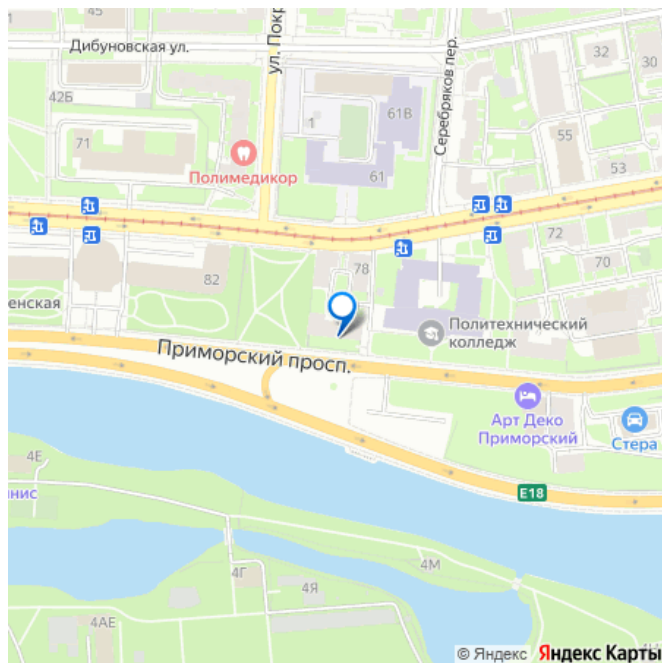 45
Дибуновская ул.
ул. Покр
Серебряков пер.
32
30
42Б
61В
1
71
55
Полимедикор
61
53
72
78
70
82
енская
Политехнический
колледж
Приморский просп.
Арт Деко
Приморский
Стера
4Е
нис
E18
4М
4Г
4Я
4АЕ
© Яндекс Яндекс Карты